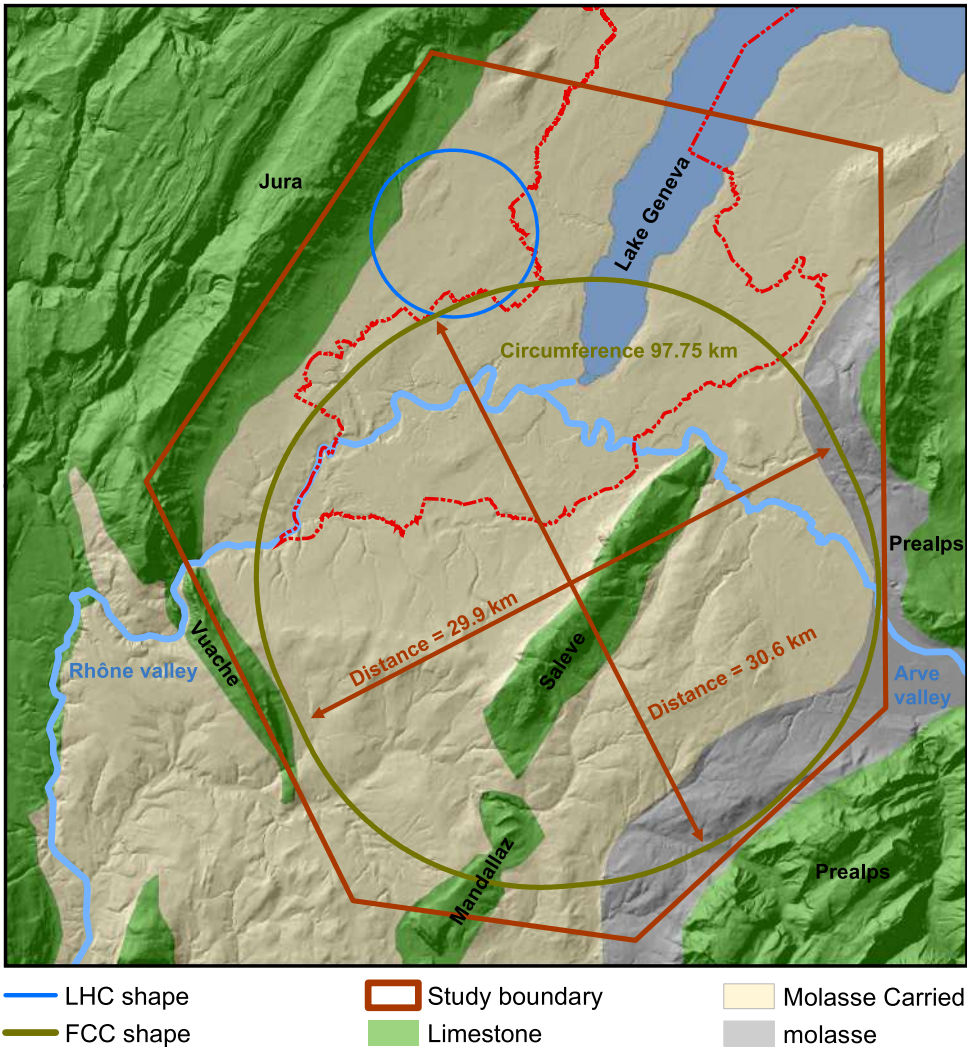 Jura
Lake Geneva
Circumference 97.75 km
Prealps
Distance = 29.9 km
Vuache
Rhône valley
Saleve
Distance = 30.6 km
Arve
valley
Mandallaz
Prealps
LHC shape
Study boundary
Molasse Carried
FCC shape
Limestone
molasse